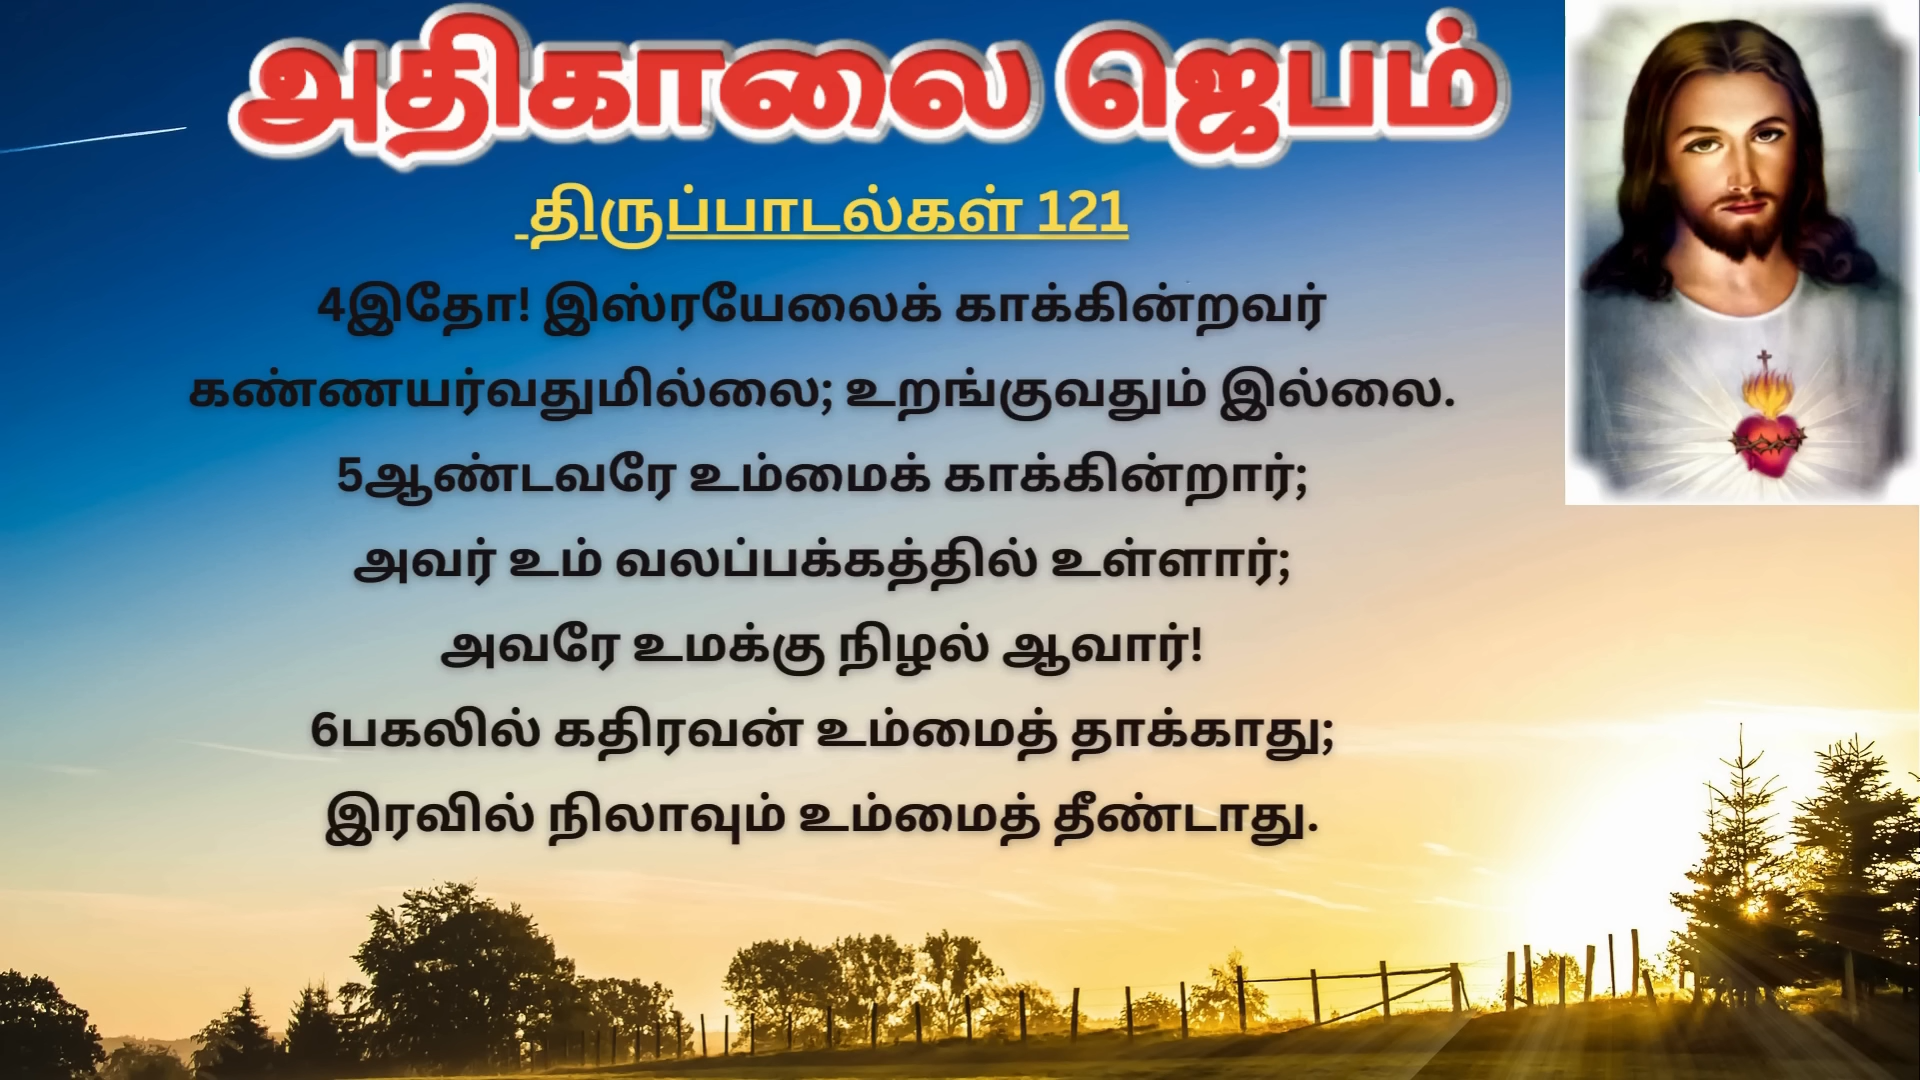 அதிகாலை ஜெபம்
திருப்பாடல்கள் 121
4இதோ! இஸ்ரயேலைக் காக்கின்றவர்
கண்ணயர்வதுமில்லை; உறங்குவதும் இல்லை.
5ஆண்டவரே உம்மைக் காக்கின்றார்;
அவர் உம் வலப்பக்கத்தில் உள்ளார்;
அவரே உமக்கு நிழல் ஆவார்!
6பகலில் கதிரவன் உம்மைத் தாக்காது;
இரவில் நிலாவும் உம்மைத் தீண்டாது.